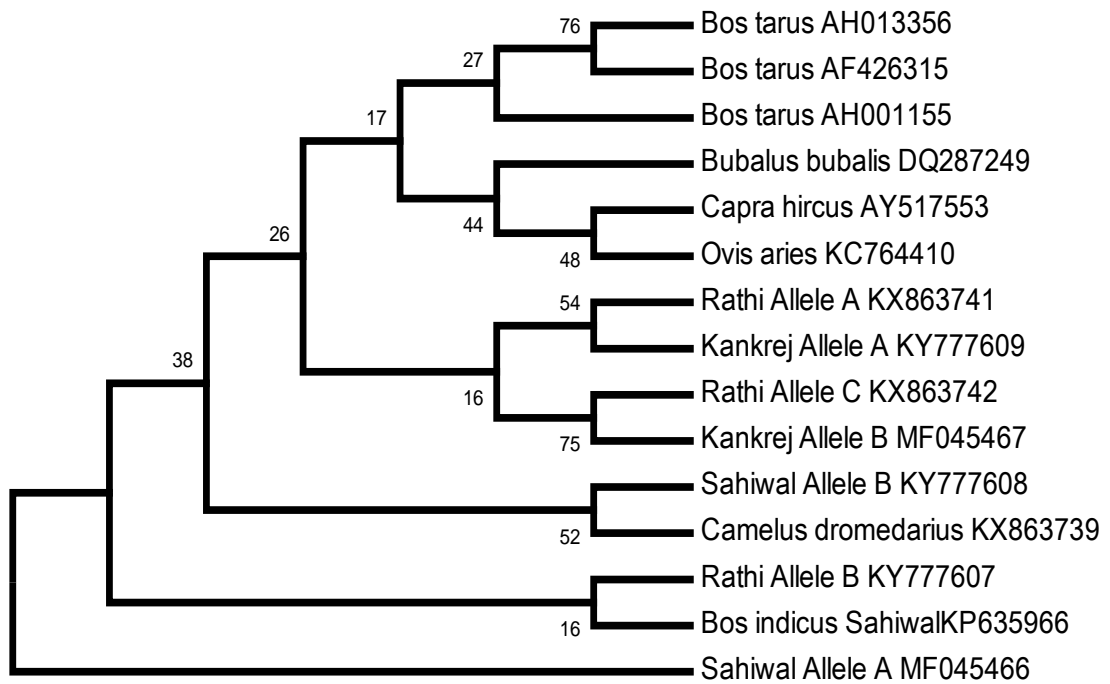 76
Bos tarus AH013356
27
Bos tarus AF426315
17
Bos tarus AH001155
Bubalus bubalis DQ287249
44
Capra hircus AY517553
26
48
Ovis aries KC764410
54
Rathi Allele A KX863741
38
Kankrej Allele A KY777609
16
Rathi Allele C KX863742
75
Kankrej Allele B MF045467
Sahiwal Allele B KY777608
52
Camelus dromedarius KX863739
Rathi Allele B KY777607
16
Bos indicus SahiwalKP635966
Sahiwal Allele A MF045466